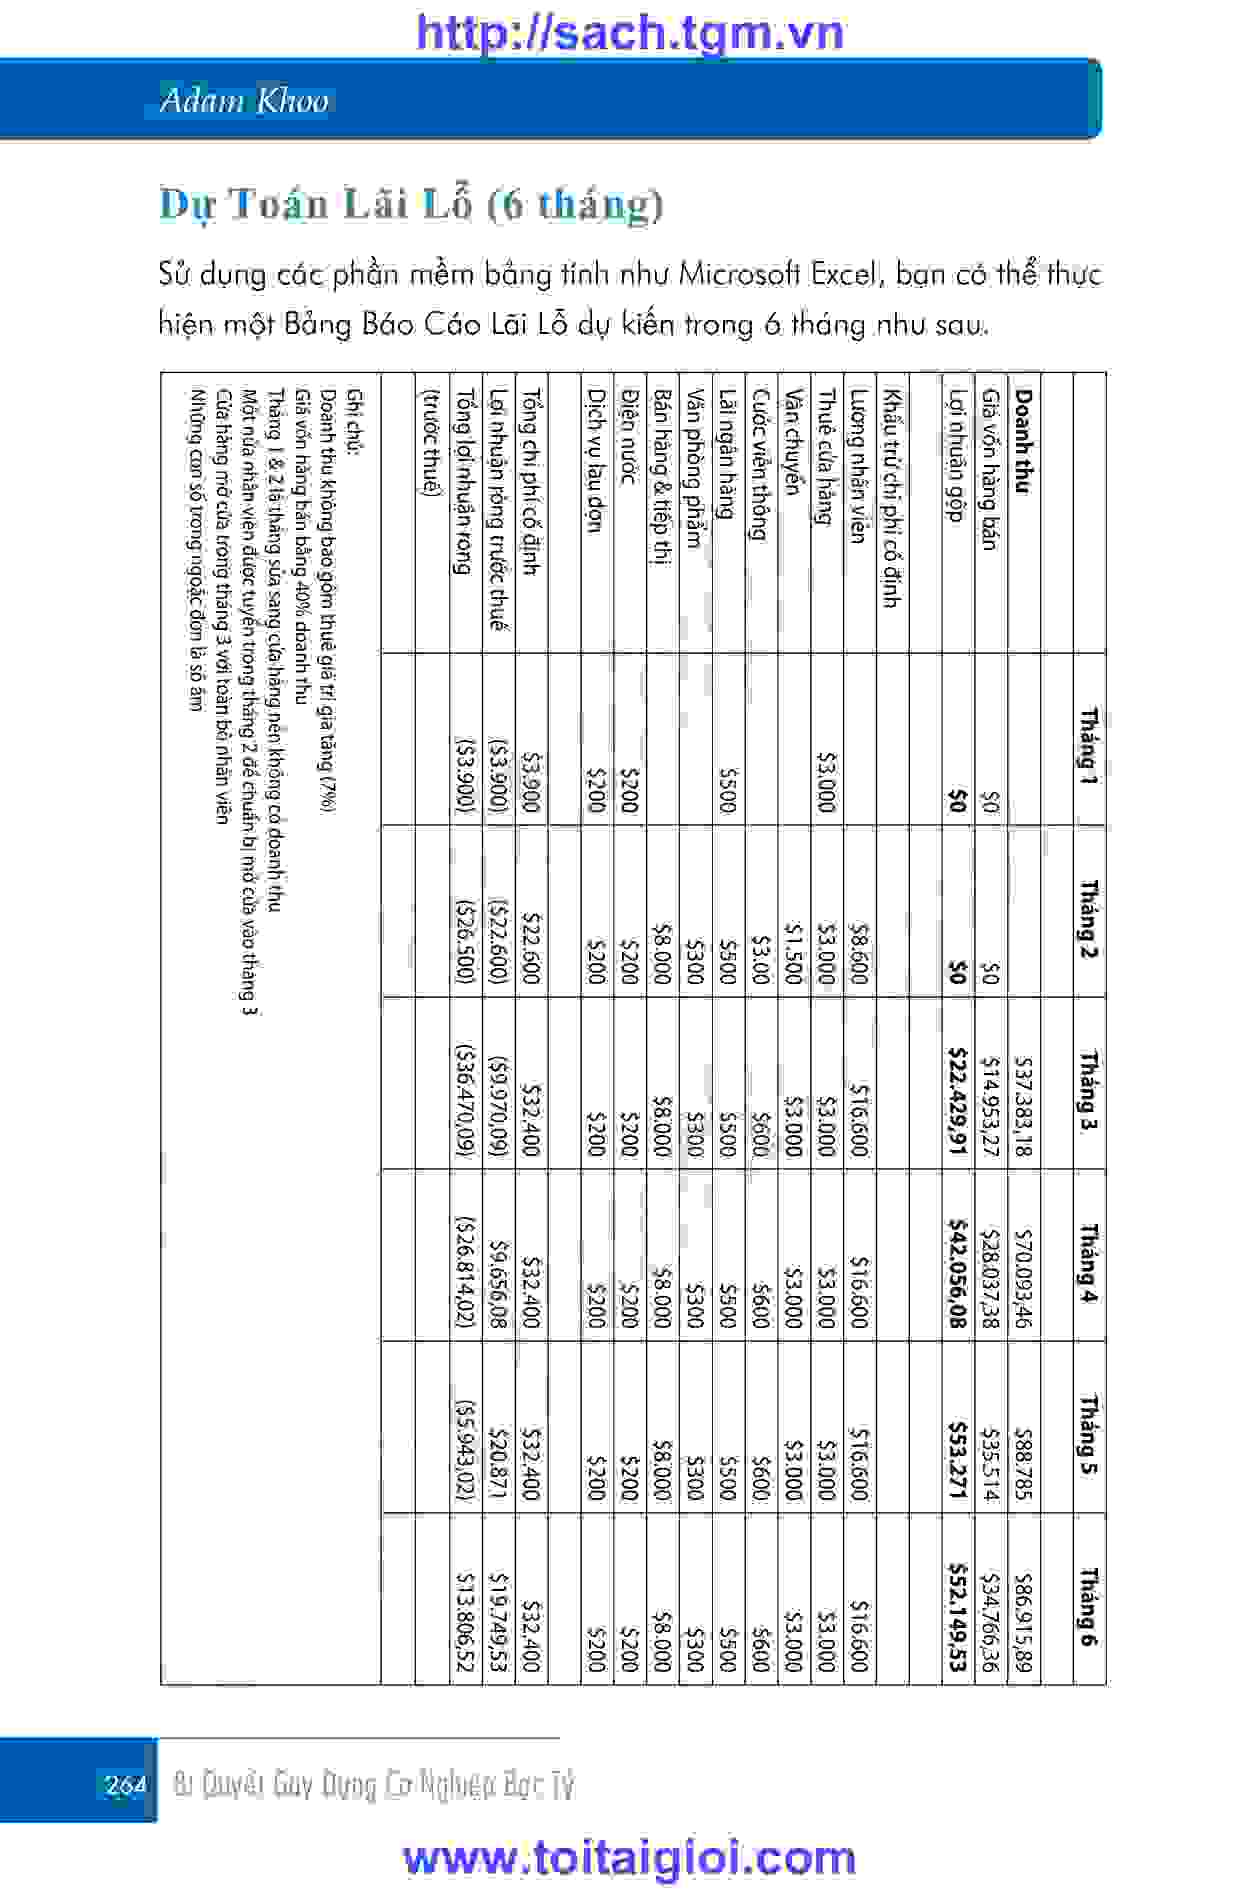 http://sach.tgm.vn
Adam Khoo
Dự Toán Lãi Lỗ (6 tháng)
Sử dụng các phần mềm bảng tính như Microsoft Excel, bạn có thể thực
hiện một Bảng Báo Cáo Lãi Lỗ dự kiến trong 6 tháng như sau.
Tháng 1 Tháng 2 Tháng 3 Tháng 4 Tháng 5 Tháng 6
Doanh thu $37.383,18 $70.093,46 $88.785 $86.915,89
Giá vốn hàng bán $0 $0 $14.953,27 $28.037,38 $35.514 $34.766,36
Lợi nhuận gộp $0 $0 $22.429,91 $42.056,08 $53.271 $52.149,53
Khấu trừ chi phí cố định
Lương nhân viên $8.600 $16.600 $16.600 $16.600 $16.600
Thuê cửa hàng $3.000 $3.000 $3.000 $3.000 $3.000 $3.000
Vận chuyển $1.500 $3.000 $3.000 $3.000 $3.000
Cước viễn thông $3.00 $600 $600 $600 $600
Lãi ngân hàng $500 $500 $500 $500 $500 $500
Văn phòng phẩm $300 $300 $300 $300 $300
Bán hàng & tiếp thị $8.000 $8.000 $8.000 $8.000 $8.000
Điện nước $200 $200 $200 $200 $200 $200
Dịch vụ lau dọn $200 $200 $200 $200 $200 $200
Tổng chi phí cố định $3.900 $22.600 $32.400 $32.400 $32.400 $32.400
Lợi nhuận ròng trước thuế ($3.900) ($22.600) ($9.970,09) $9.656,08 $20.871 $19.749,53
Tổng lợi nhuận ròng ($3.900) ($26.500) ($36.470,09) ($26.814,02) ($5.943,02) $13.806,52
(trước thuế)
Ghi chú:
Doanh thu không bao gồm thuế giá trị gia tăng (7%)
Giá vốn hàng bán bằng 40% doanh thu
Tháng 1 & 2 là tháng sửa sang cửa hàng nên không có doanh thu
Một nửa nhân viên được tuyển trong tháng 2 để chuẩn bị mở cửa vào tháng 3
Cửa hàng mở cửa trong tháng 3 với toàn bộ nhân viên
Những con số trong ngoặc đơn là số âm
264 Bí Quyết Gây Dựng Cơ Nghiệp Bạc Tỷ
www.toitaigioi.com